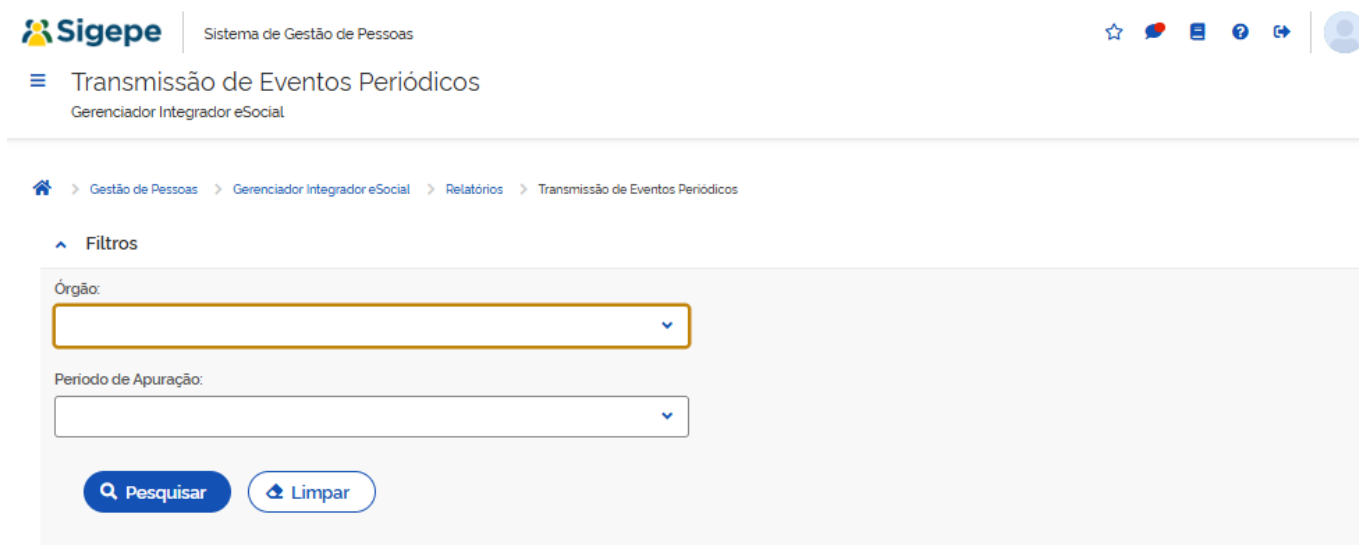 Sigepe Sistema de Gestão de Pessoas
Transmissão de Eventos Periódicos
Gerenciador Integrador eSocial
Gestão de Pessoas > Gerenciador Integrador eSocial > Relatórios > Transmissão de Eventos Periódicos
Filtros
Órgão:
Período de Apuração:
Pesquisar Limpar